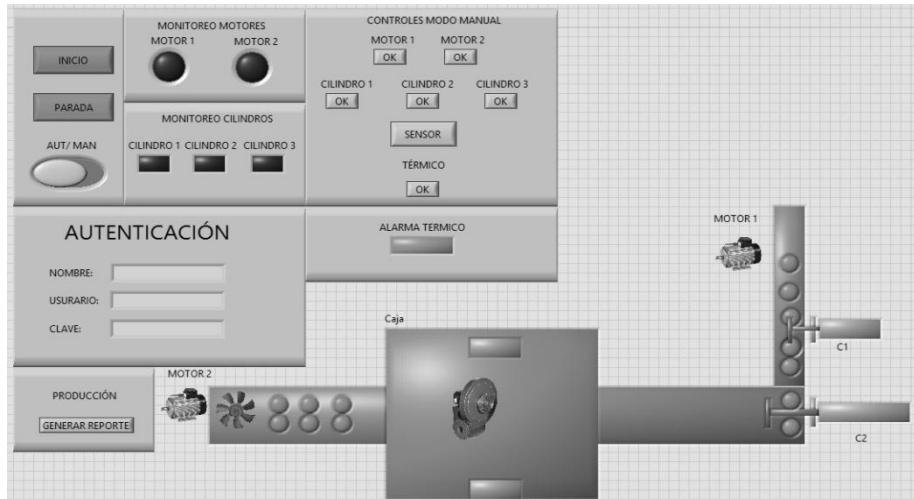 INICIO
PARADA
AUT/ MAN
MONITOREO MOTORES
MOTOR 1 MOTOR 2
MONITOREO CILINDROS
CILINDRO 1 CILINDRO 2 CILINDRO 3
CONTROLES MODO MANUAL
MOTOR 1 MOTOR 2
OK OK
CILINDRO 1 CILINDRO 2 CILINDRO 3
OK OK OK
SENSOR
TÉRMICO
OK
ALARMA TERMICO
AUTENTICACIÓN
NOMBRE:
USURARIO:
CLAVE:
PRODUCCIÓN
GENERAR REPORTE
MOTOR 2
Caja
MOTOR 1
C1
C2